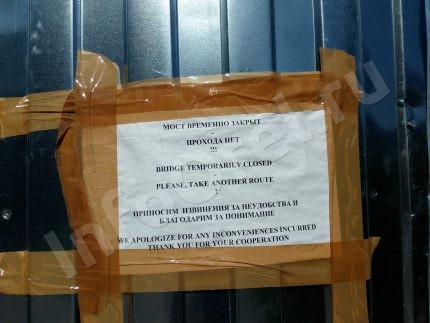 МОСТ ВРЕМЕННО ЗАКРЫТ
-
ПРОХОДА НЕТ
!!!
BRIDGE TEMPORARILY CLOSED
-
PLEASE, TAKE ANOTHER ROUTE
!
ПРИНОСИМ ИЗВИНЕНИЯ ЗА НЕУДОБСТВА И
БЛАГОДАРИМ ЗА ПОНИМАНИЕ
WE APOLOGIZE FOR ANY INCONVENIENCES INCURRED
THANK YOU FOR YOUR COOPERATION